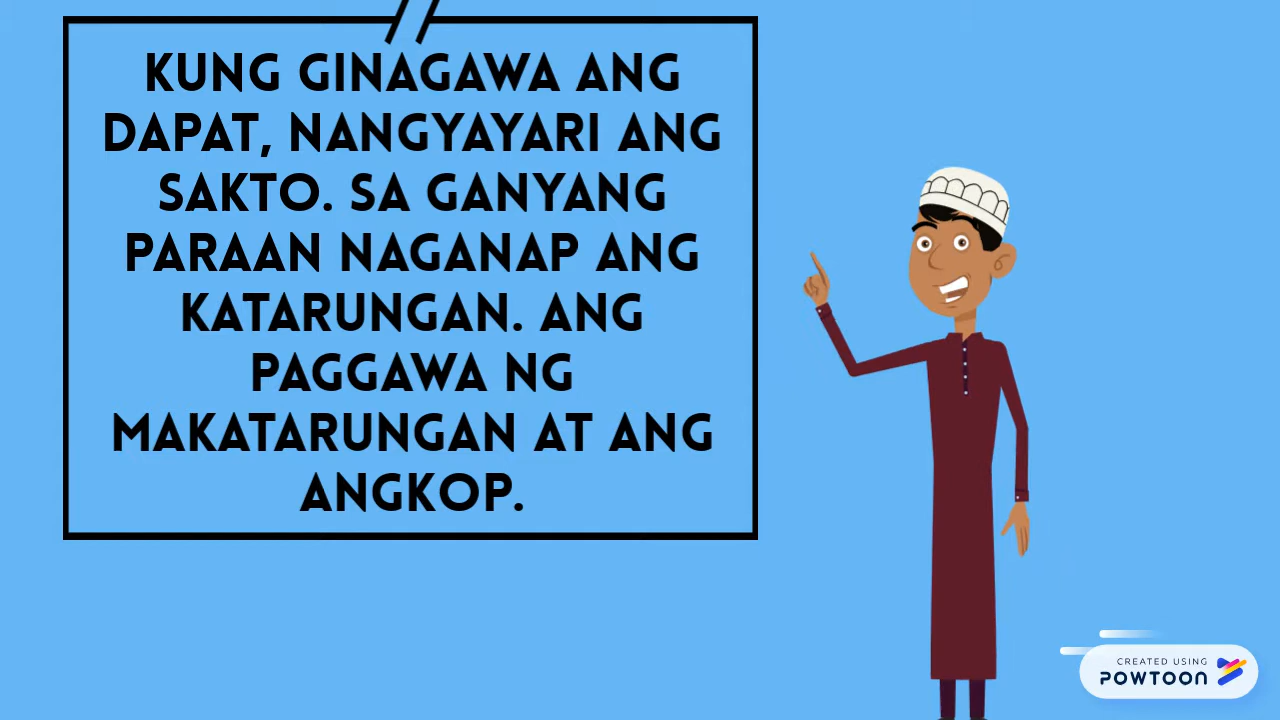 KUNG GINAGAWA ANG
DAPAT, NANGYAYARI ANG
SAKTO. SA GANYANG
PARAAN NAGANAP ANG
KATARUNGAN. ANG
PAGGAWA NG
MAKATARUNGAN AT ANG
ANGKOP.
CREATED USING
POWTOON